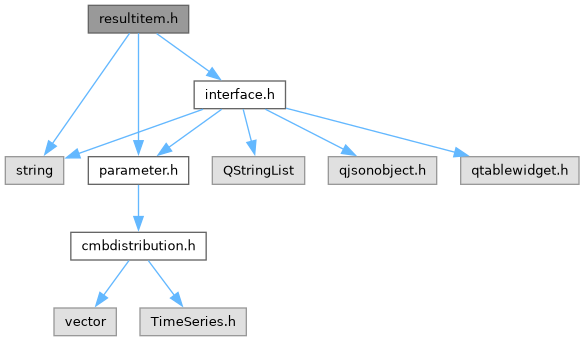 resultitem.h
interface.h
string
parameter.h
QStringList
qjsonobject.h
qtablewidget.h
cmbdistribution.h
vector
TimeSeries.h